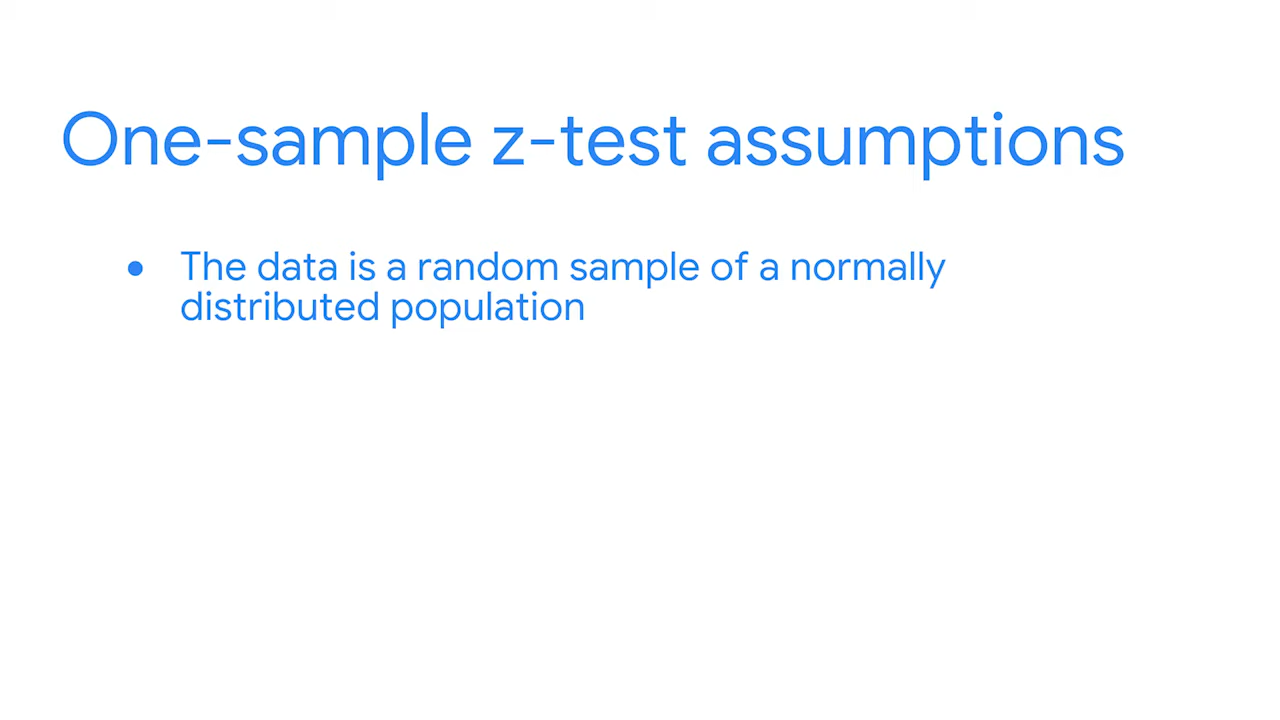 One-sample z-test assumptions
● The data is a random sample of a normally
distributed population